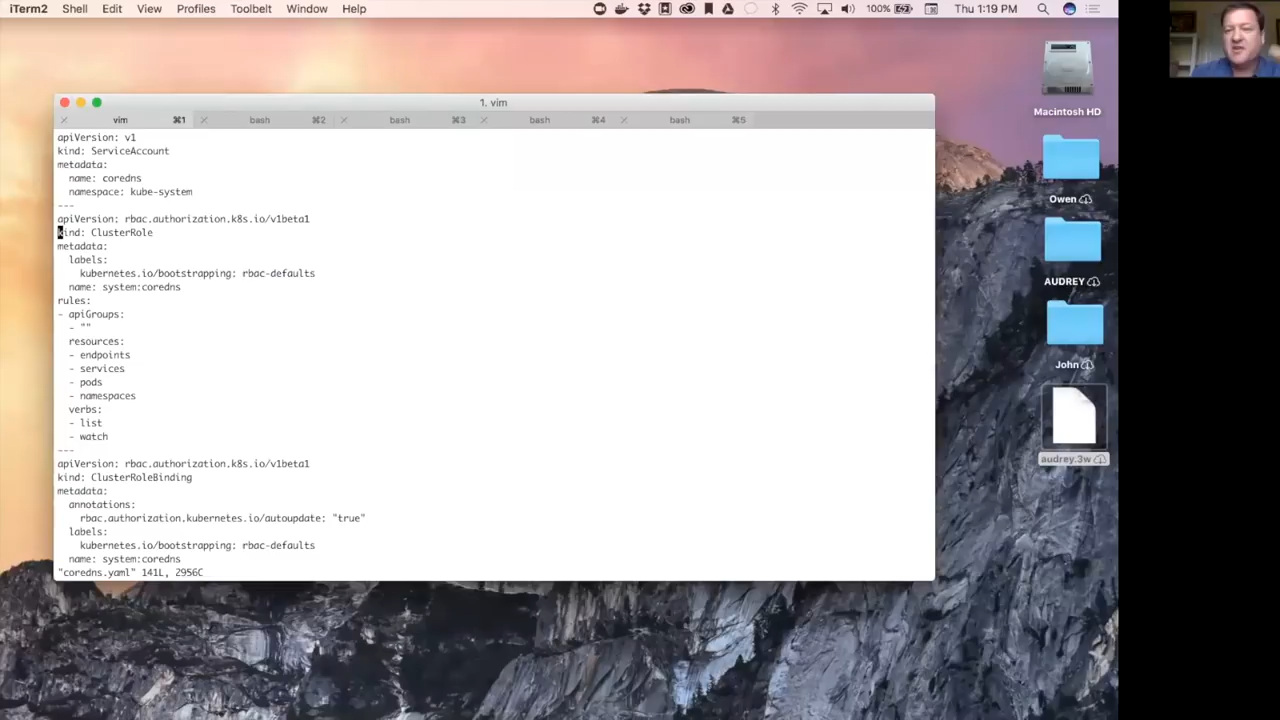 iTerm2 Shell Edit View Profiles Toolbelt Window Help 100% Thu 1:19 PM
1. vim
vim ⌘1 bash ⌘2 bash ⌘3 bash ⌘4 bash ⌘5
apiVersion: v1
kind: ServiceAccount
metadata:
  name: coredns
  namespace: kube-system
---
apiVersion: rbac.authorization.k8s.io/v1beta1
kind: ClusterRole
metadata:
  labels:
    kubernetes.io/bootstrapping: rbac-defaults
  name: system:coredns
rules:
- apiGroups:
  - ""
  resources:
  - endpoints
  - services
  - pods
  - namespaces
  verbs:
  - list
  - watch
---
apiVersion: rbac.authorization.k8s.io/v1beta1
kind: ClusterRoleBinding
metadata:
  annotations:
    rbac.authorization.kubernetes.io/autoupdate: "true"
  labels:
    kubernetes.io/bootstrapping: rbac-defaults
  name: system:coredns
"coredns.yaml" 141L, 2956C
Macintosh HD
Owen
AUDREY
John
audrey.3w